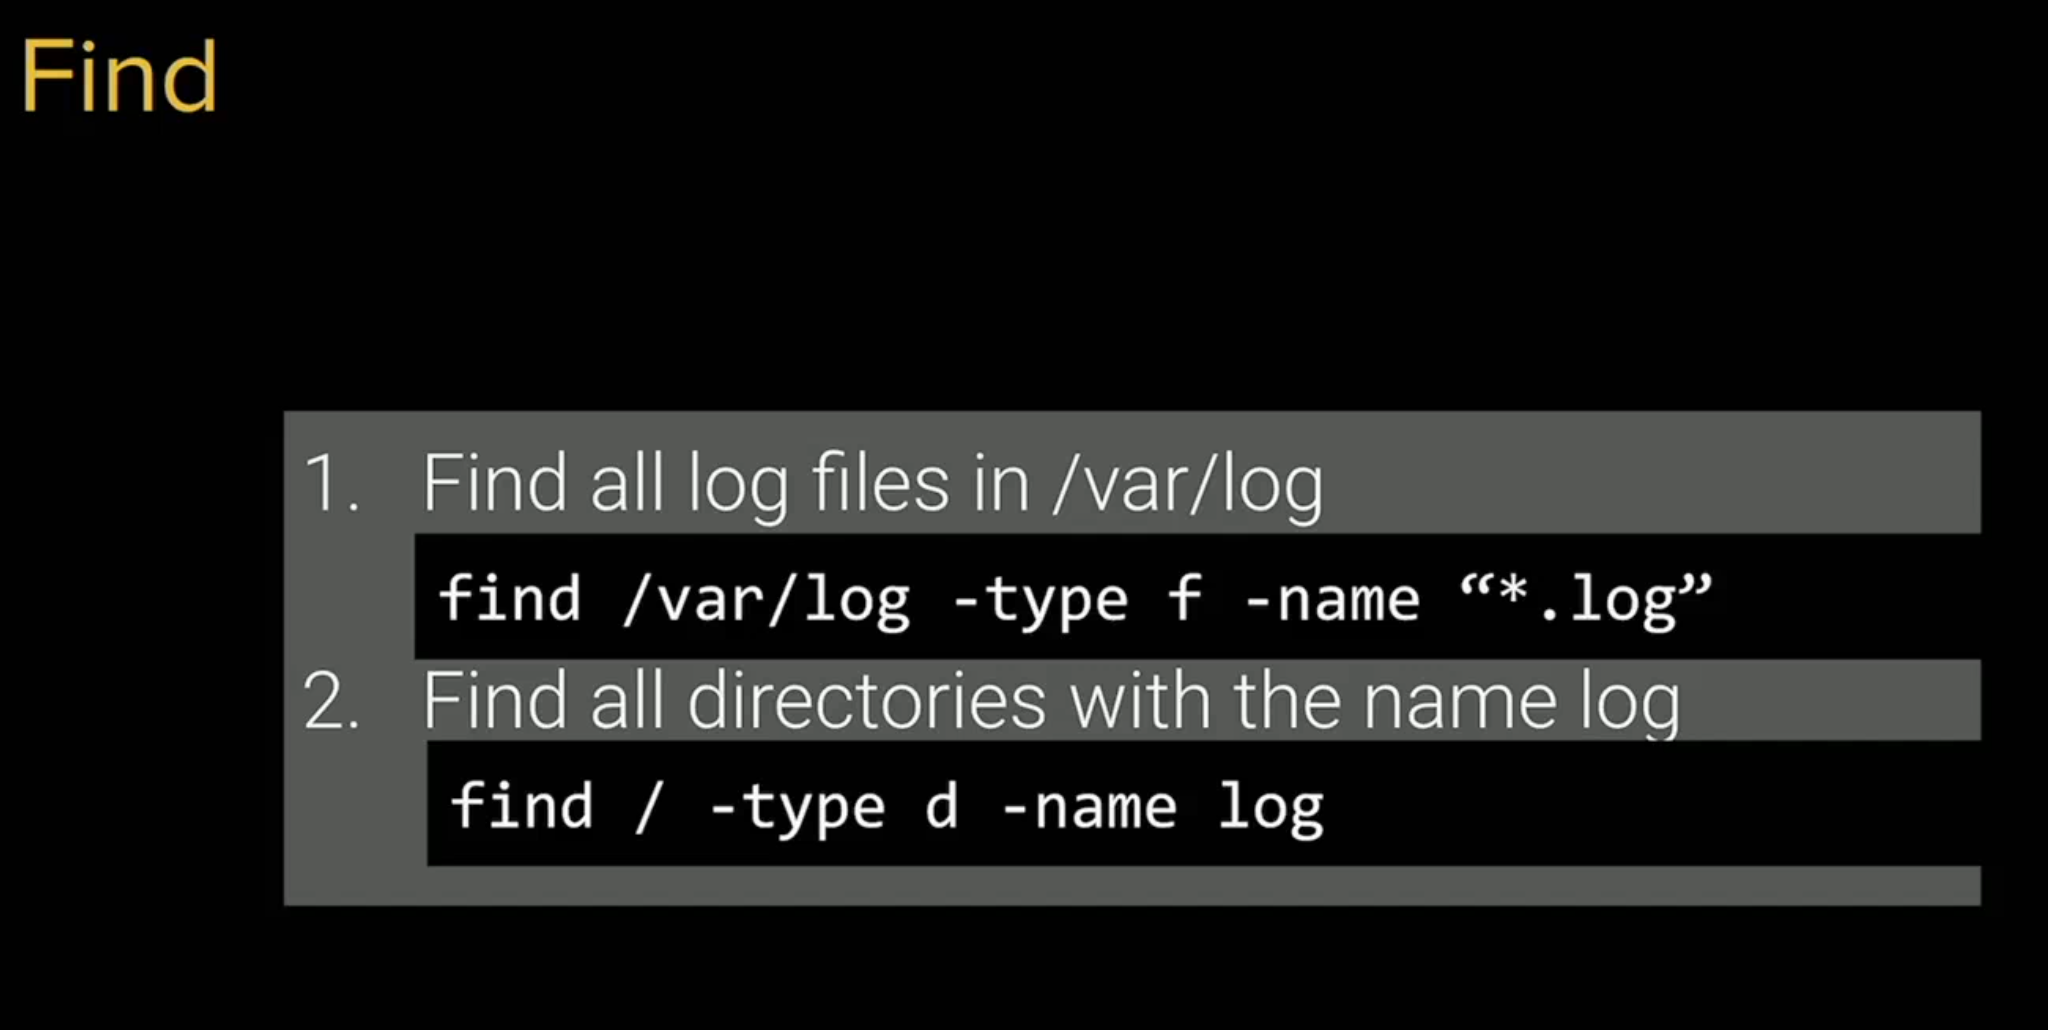 Find
1. Find all log files in /var/log
find /var/log -type f -name “*.log”
2. Find all directories with the name log
find / -type d -name log